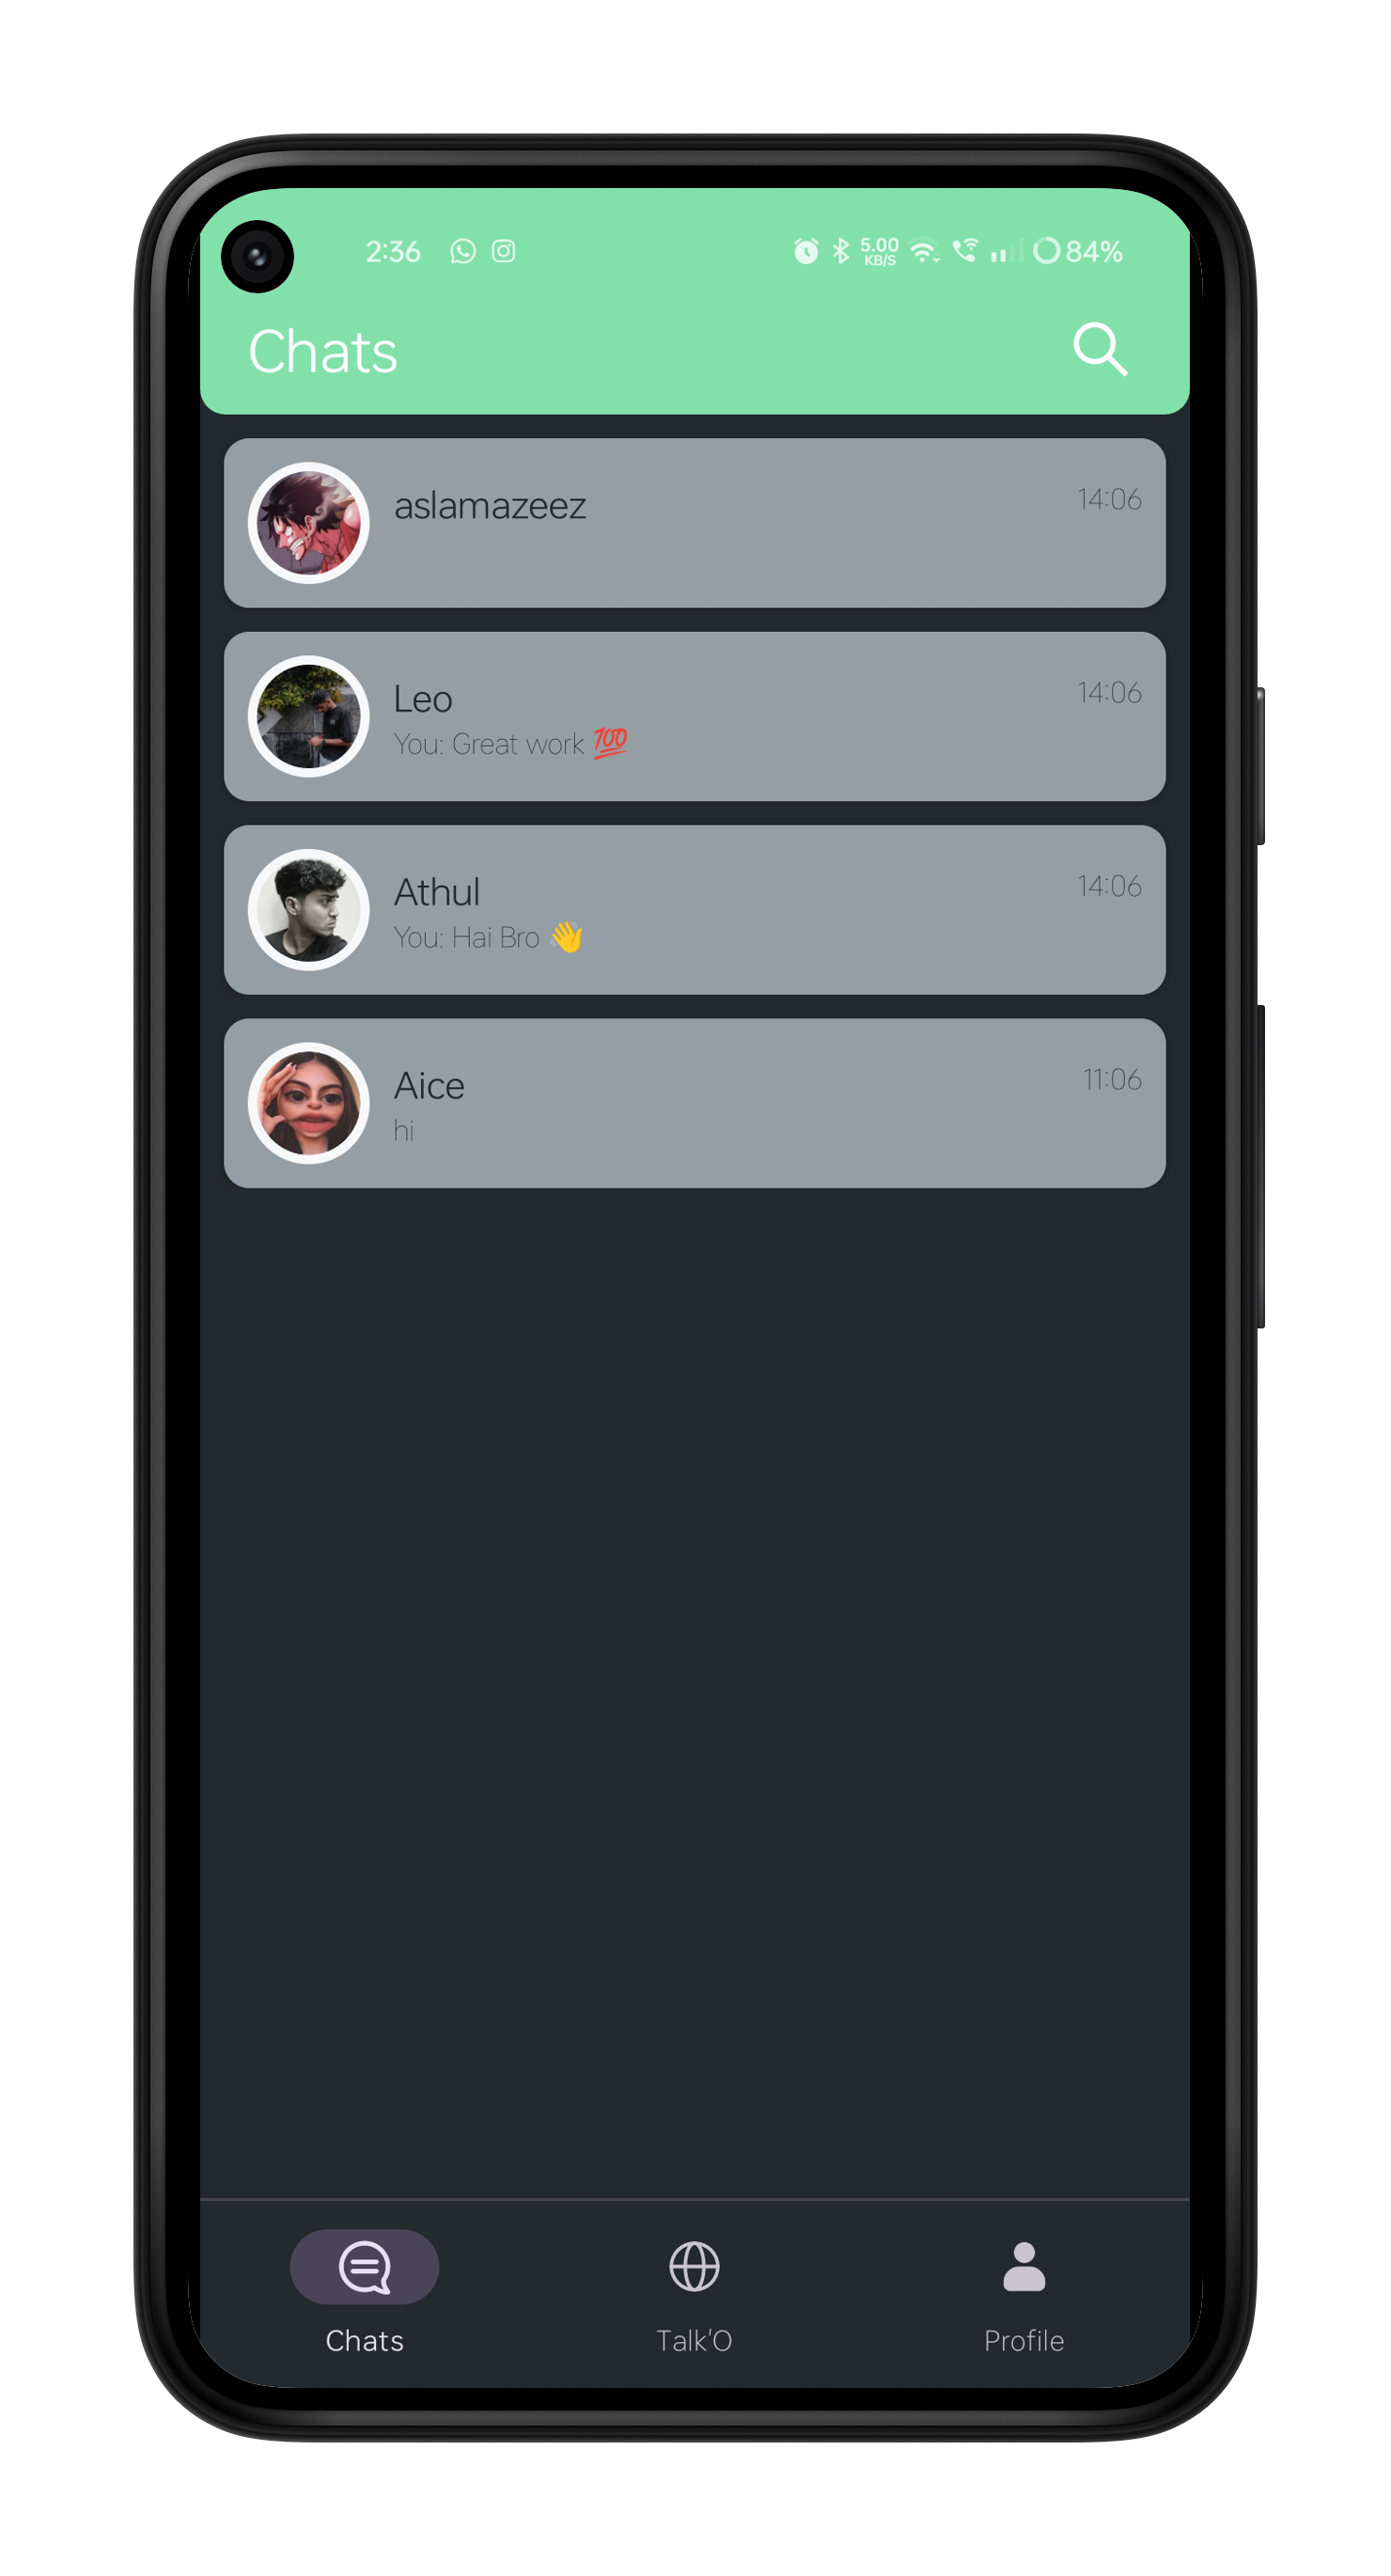 2:36 5.00 KB/S 84%
Chats
aslamazeez 14:06
Leo 14:06
You: Great work 💯
Athul 14:06
You: Hai Bro 👋
Aice 11:06
hi
Chats Talk'O Profile